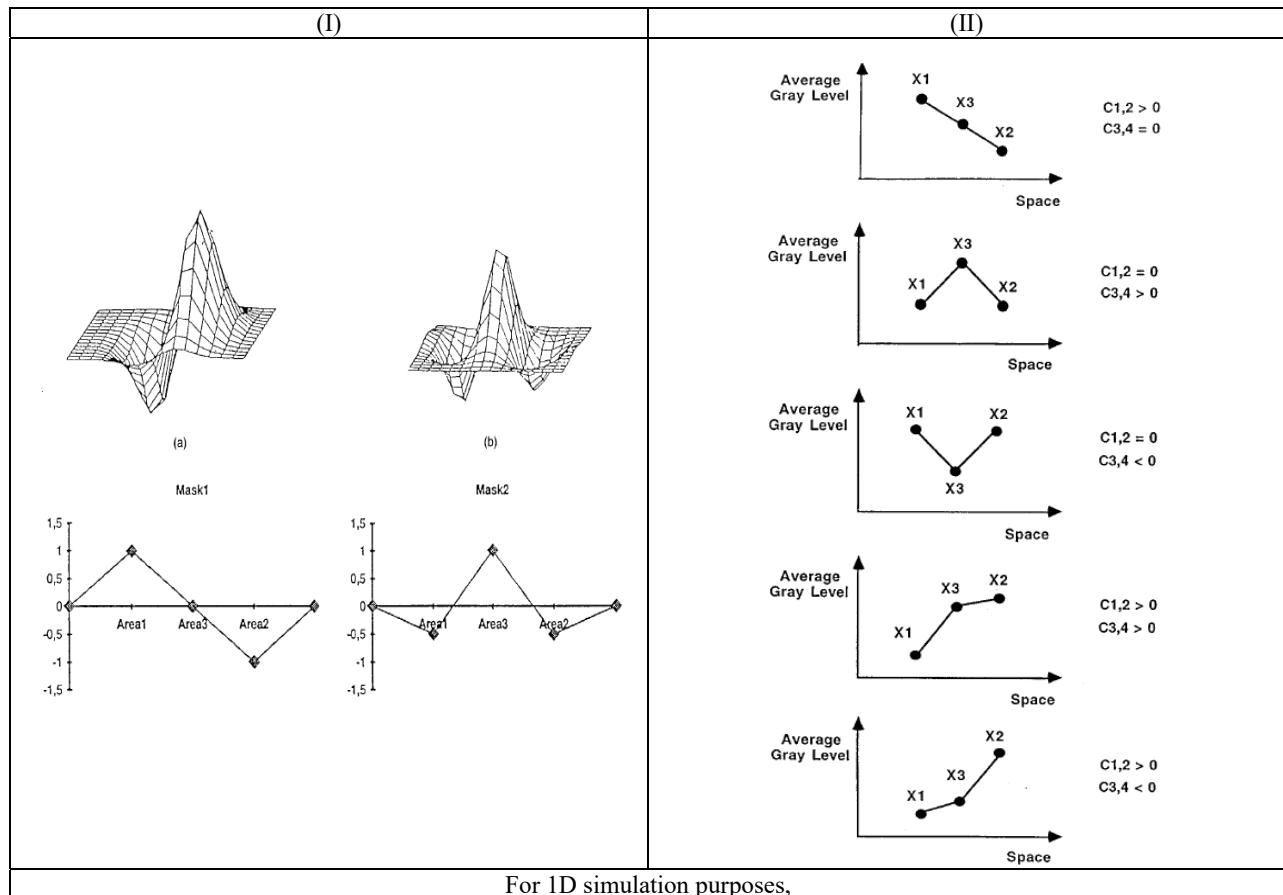 (I)
(II)
(a)
(b)
Mask1
Mask2
1,5
1
0,5
0
-0,5
-1
-1,5
Area1
Area3
Area2
1,5
1
0,5
0
-0,5
-1
-1,5
Area1
Area3
Area2
Average
Gray Level
X1
X3
X2
Space
C1,2 > 0
C3,4 = 0
Average
Gray Level
X3
X1
X2
Space
C1,2 = 0
C3,4 > 0
Average
Gray Level
X1
X2
X3
Space
C1,2 = 0
C3,4 < 0
Average
Gray Level
X3
X2
X1
Space
C1,2 > 0
C3,4 > 0
Average
Gray Level
X2
X3
X1
Space
C1,2 > 0
C3,4 < 0
For 1D simulation purposes,